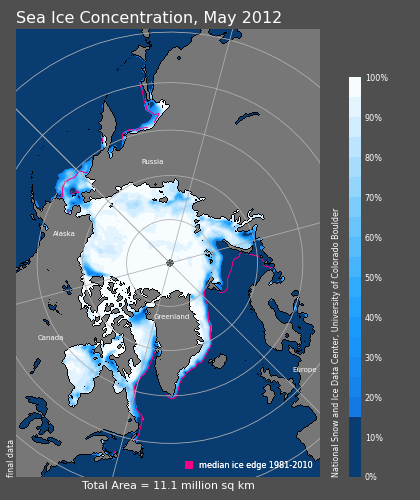 Sea Ice Concentration, May 2012
Russia
Alaska
Greenland
Canada
Europe
median ice edge 1981-2010
final data
Total Area = 11.1 million sq km
100%
90%
80%
70%
60%
50%
40%
30%
20%
10%
0%
National Snow and Ice Data Center, University of Colorado Boulder